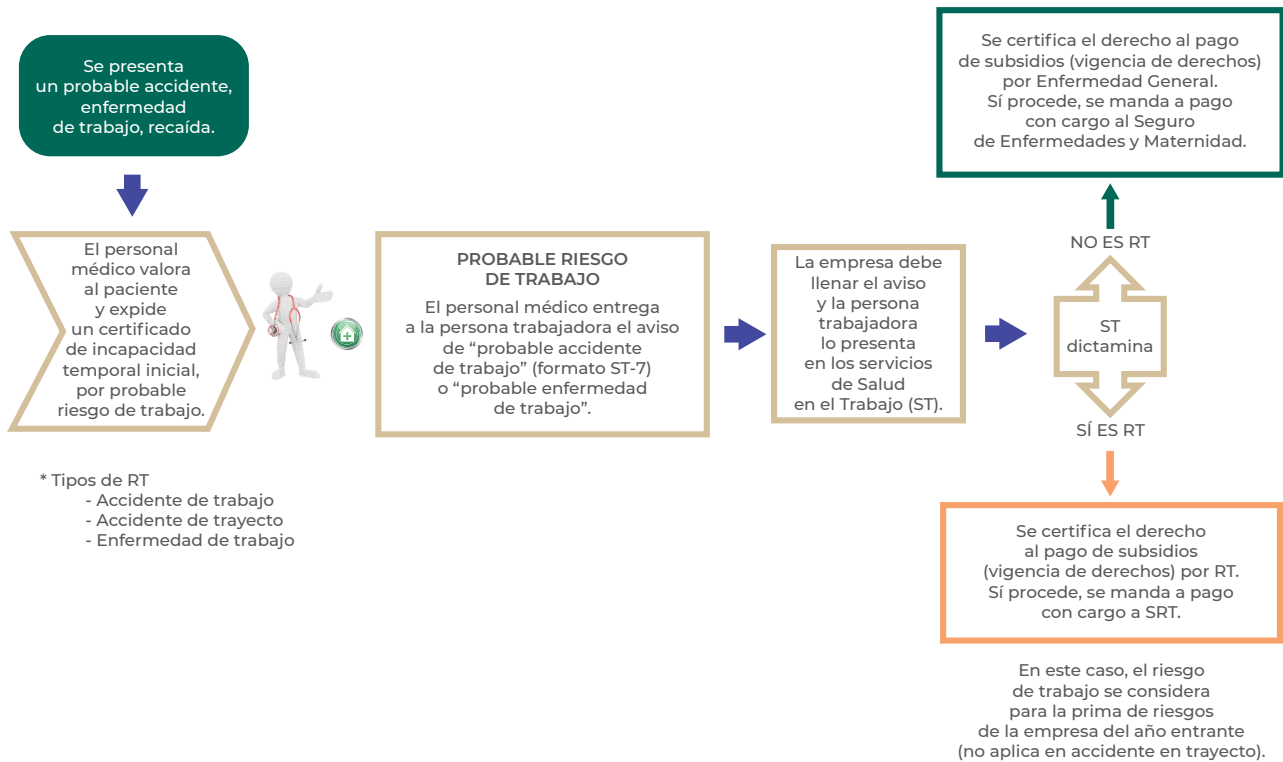 Se presenta
un probable accidente,
enfermedad
de trabajo, recaída.
El personal
médico valora
al paciente
y expide
un certificado
de incapacidad
temporal inicial,
por probable
riesgo de trabajo.
PROBABLE RIESGO
DE TRABAJO
El personal médico entrega
a la persona trabajadora el aviso
de “probable accidente
de trabajo” (formato ST-7)
o “probable enfermedad
de trabajo”.
La empresa debe
llenar el aviso
y la persona
trabajadora
lo presenta
en los servicios
de Salud
en el Trabajo (ST).
ST
dictamina
NO ES RT
Se certifica el derecho al pago
de subsidios (vigencia de derechos)
por Enfermedad General.
Sí procede, se manda a pago
con cargo al Seguro
de Enfermedades y Maternidad.
SÍ ES RT
Se certifica el derecho
al pago de subsidios
(vigencia de derechos) por RT.
Sí procede, se manda a pago
con cargo a SRT.
En este caso, el riesgo
de trabajo se considera
para la prima de riesgos
de la empresa del año entrante
(no aplica en accidente en trayecto).
* Tipos de RT
- Accidente de trabajo
- Accidente de trayecto
- Enfermedad de trabajo